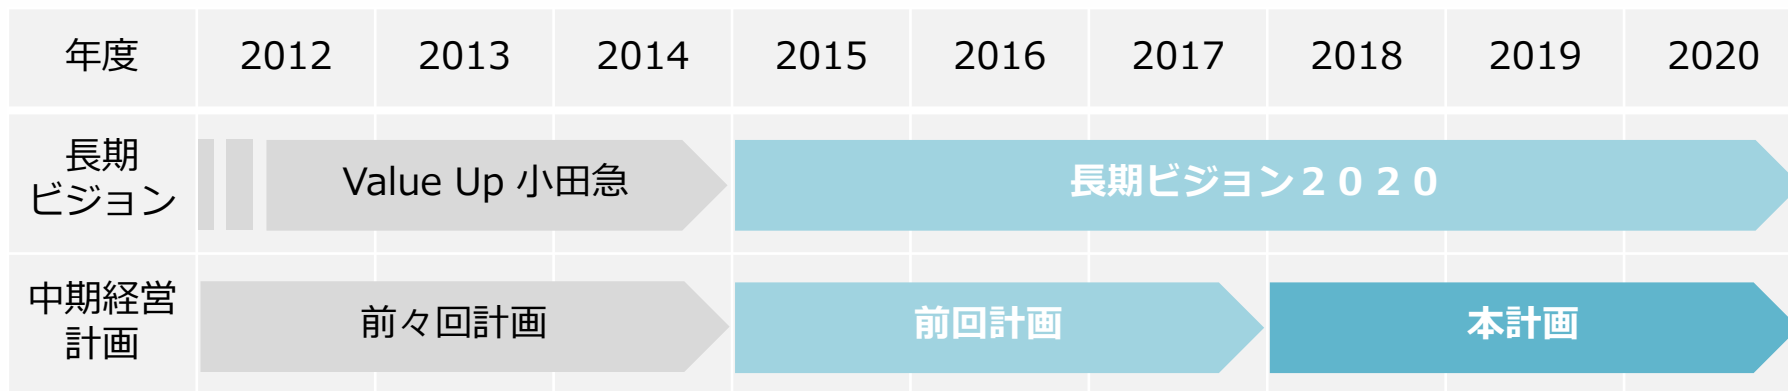 年度 2012 2013 2014 2015 2016 2017 2018 2019 2020
長期
ビジョン
Value Up 小田急
長期ビジョン２０２０
中期経営
計画
前々回計画
前回計画
本計画